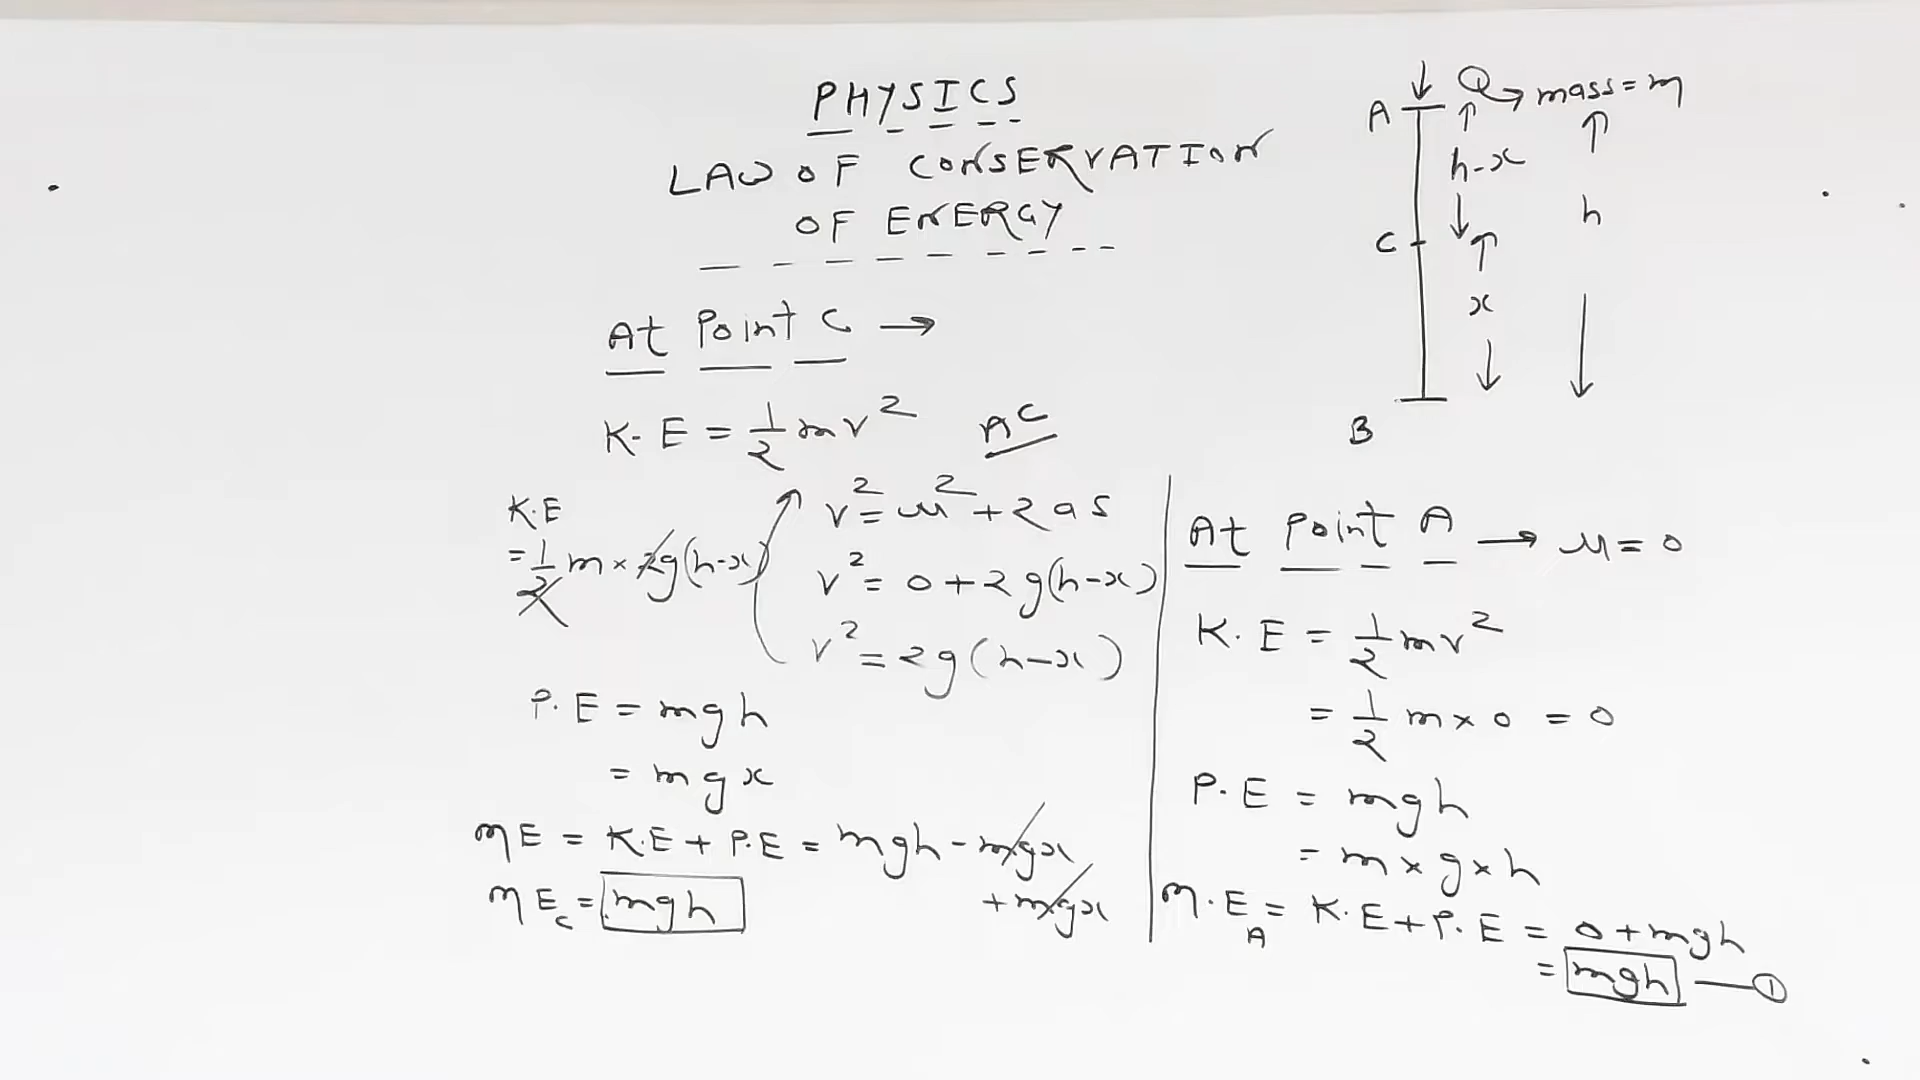 PHYSICS
LAW OF CONSERVATION
OF ENERGY
A
mass = m
h-x
h
C
x
B
At Point C →
K.E = 1/2 mv²
AC
v² = u² + 2as
v² = 0 + 2g(h-x)
v² = 2g(h-x)
K.E
= 1/2 m × 2g(h-x)
P.E = mgh
= mgx
ME = K.E + P.E = mgh - mgx
+ mgx
ME_C = mgh
At Point A → u = 0
K.E = 1/2 mv²
= 1/2 m × 0 = 0
P.E = mgh
= m × g × h
M.E_A = K.E + P.E = 0 + mgh
= mgh — ①